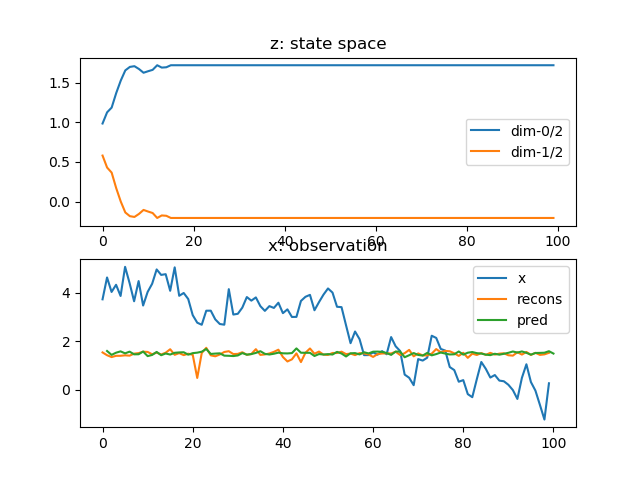 z: state space
1.5
1.0
0.5
0.0
dim-0/2
dim-1/2
0 20 40 60 80 100
x: observation
4
2
0
x
recons
pred
0 20 40 60 80 100